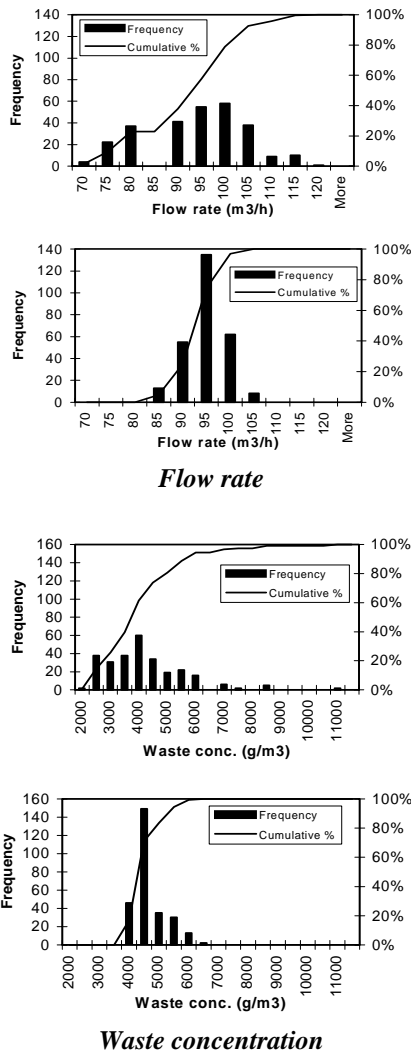 140
120
100
80
60
40
20
0
Frequency
Frequency
Cumulative %
100%
80%
60%
40%
20%
0%
70 75 80 85 90 95 100 105 110 115 120 More
Flow rate (m3/h)
140
120
100
80
60
40
20
0
Frequency
Frequency
Cumulative %
100%
80%
60%
40%
20%
0%
70 75 80 85 90 95 100 105 110 115 120 More
Flow rate (m3/h)
Flow rate
160
140
120
100
80
60
40
20
0
Frequency
Frequency
Cumulative %
100%
80%
60%
40%
20%
0%
2000 3000 4000 5000 6000 7000 8000 9000 10000 11000
Waste conc. (g/m3)
160
140
120
100
80
60
40
20
0
Frequency
Frequency
Cumulative %
100%
80%
60%
40%
20%
0%
2000 3000 4000 5000 6000 7000 8000 9000 10000 11000
Waste conc. (g/m3)
Waste concentration